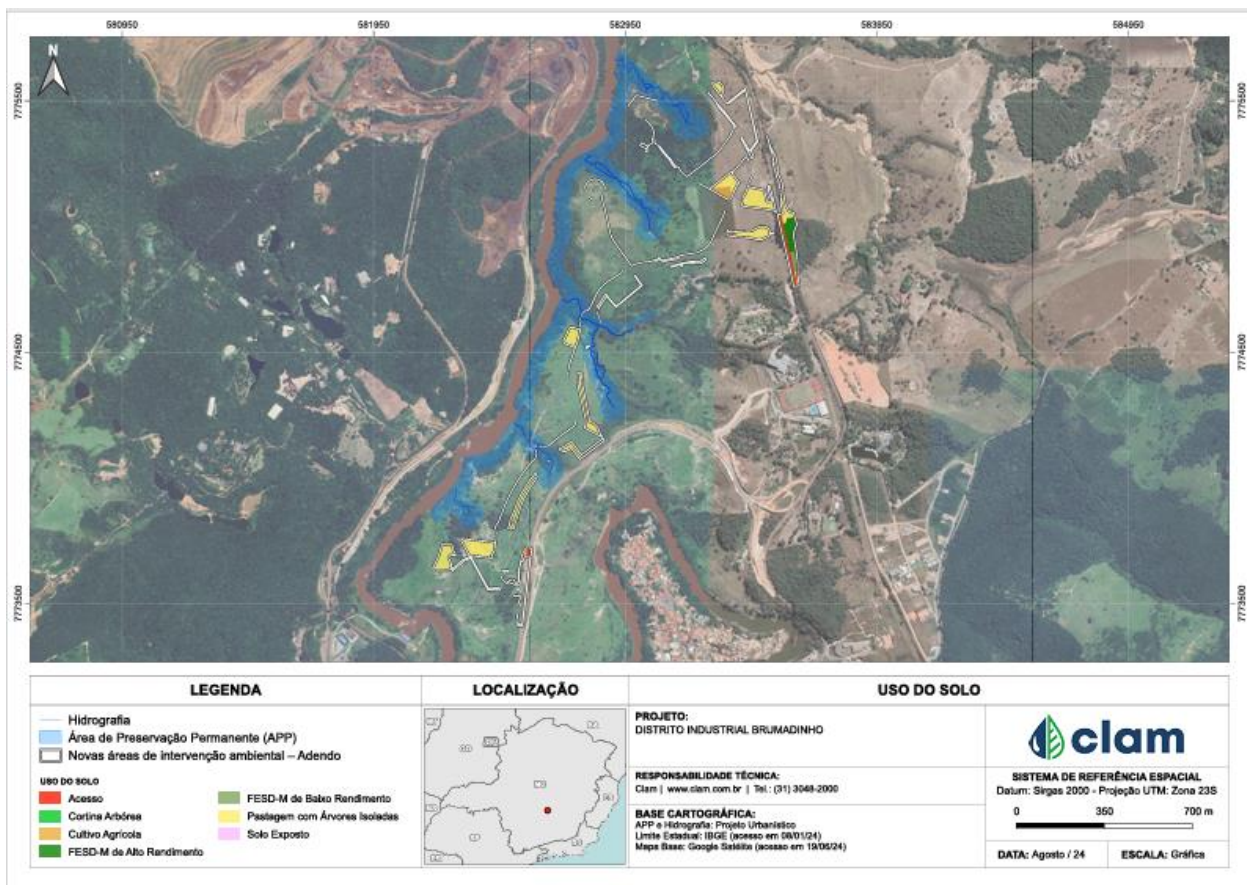 580950 581950 582950 583950 584950
N
7775500 7775500
7774500 7774500
7773500 7773500
LEGENDA
Hidrografia
Área de Preservação Permanente (APP)
Novas áreas de intervenção ambiental – Adendo
USO DO SOLO
Acesso
Cortina Arbórea
Cultivo Agrícola
FESD-M de Alto Rendimento
FESD-M de Baixo Rendimento
Pastagem com Árvores Isoladas
Solo Exposto
LOCALIZAÇÃO
USO DO SOLO
PROJETO:
DISTRITO INDUSTRIAL BRUMADINHO
RESPONSABILIDADE TÉCNICA:
Clam | www.clam.com.br | Tel.: (31) 3048-2000
BASE CARTOGRÁFICA:
APP e Hidrografia: Projeto Urbanístico
Limite Estadual: IBGE (acesso em 08/01/24)
Mapa Base: Google Satélite (acesso em 19/06/24)
clam
SISTEMA DE REFERÊNCIA ESPACIAL
Datum: Sirgas 2000 - Projeção UTM: Zona 23S
0 350 700 m
DATA: Agosto / 24
ESCALA: Gráfica